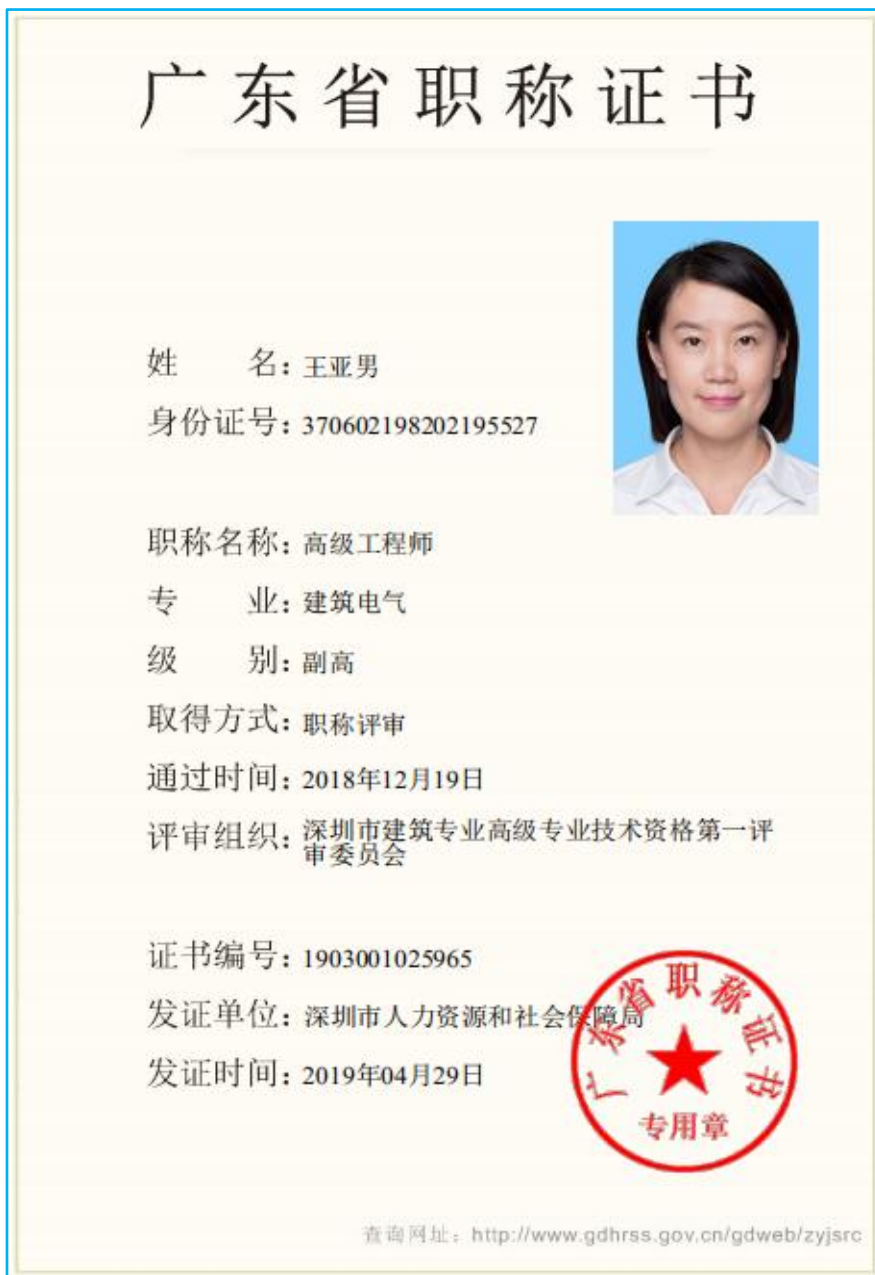 广东省职称证书
姓　　名：王亚男
身份证号：370602198202195527
职称名称：高级工程师
专　　业：建筑电气
级　　别：副高
取得方式：职称评审
通过时间：2018年12月19日
评审组织：深圳市建筑专业高级专业技术资格第一评
审委员会
证书编号：1903001025965
发证单位：深圳市人力资源和社会保障局
发证时间：2019年04月29日
广东省职称证书
专用章
查询网址：http://www.gdhrss.gov.cn/gdweb/zyjsrc